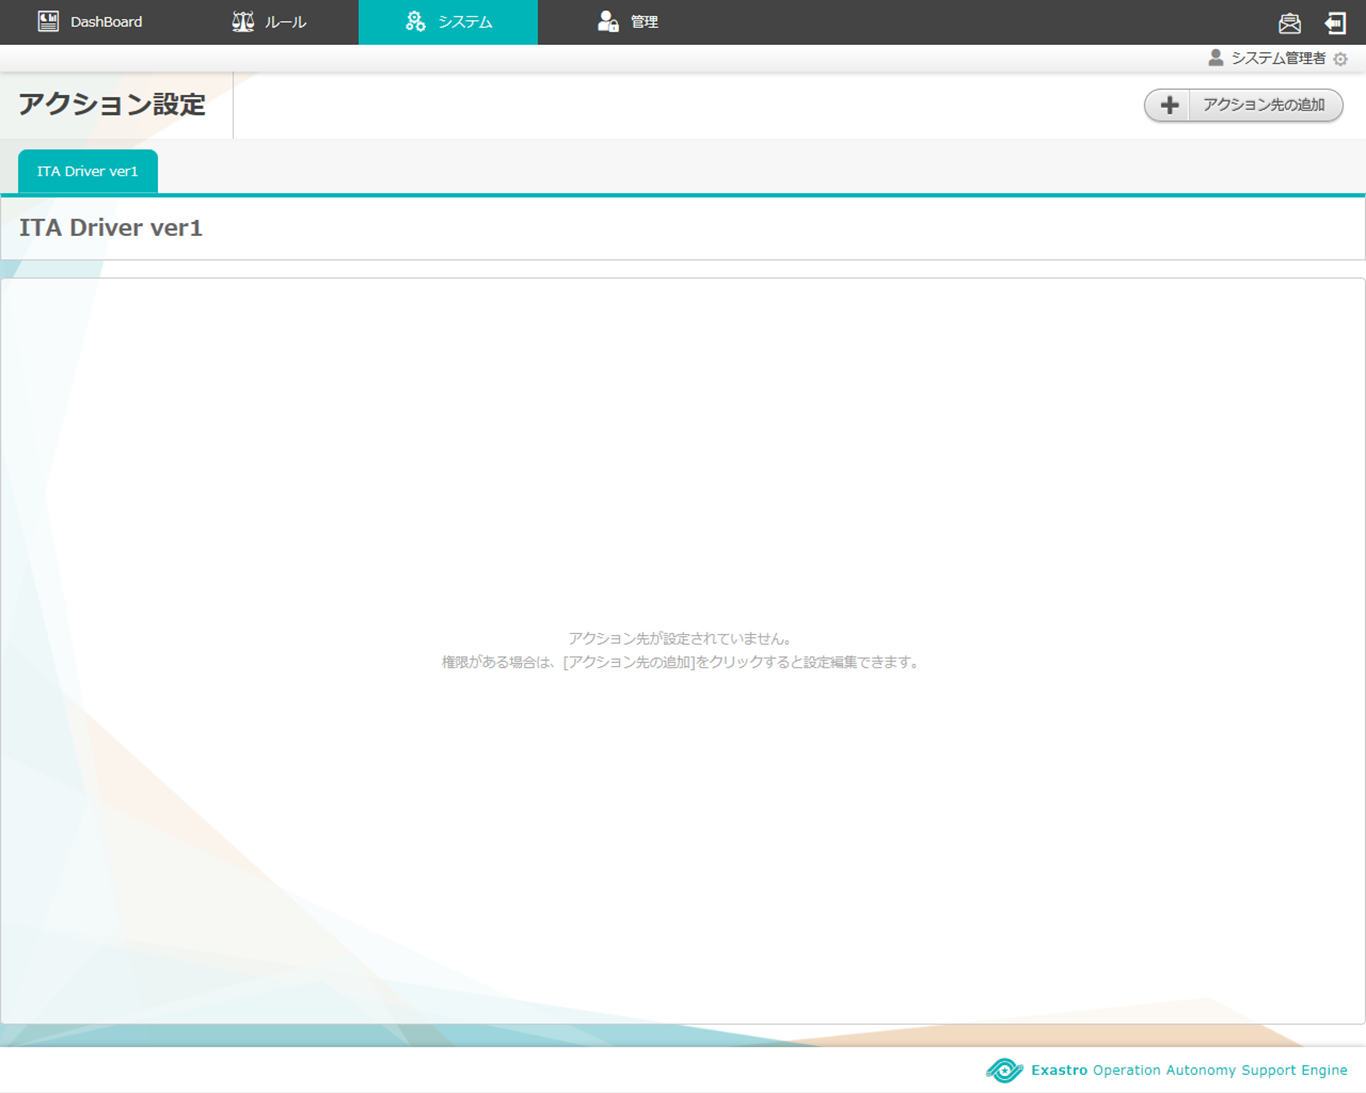 DashBoard
ルール
システム
管理
システム管理者
アクション設定
アクション先の追加
ITA Driver ver1
ITA Driver ver1
アクション先が設定されていません。
権限がある場合は、[アクション先の追加]をクリックすると設定編集できます。
Exastro Operation Autonomy Support Engine